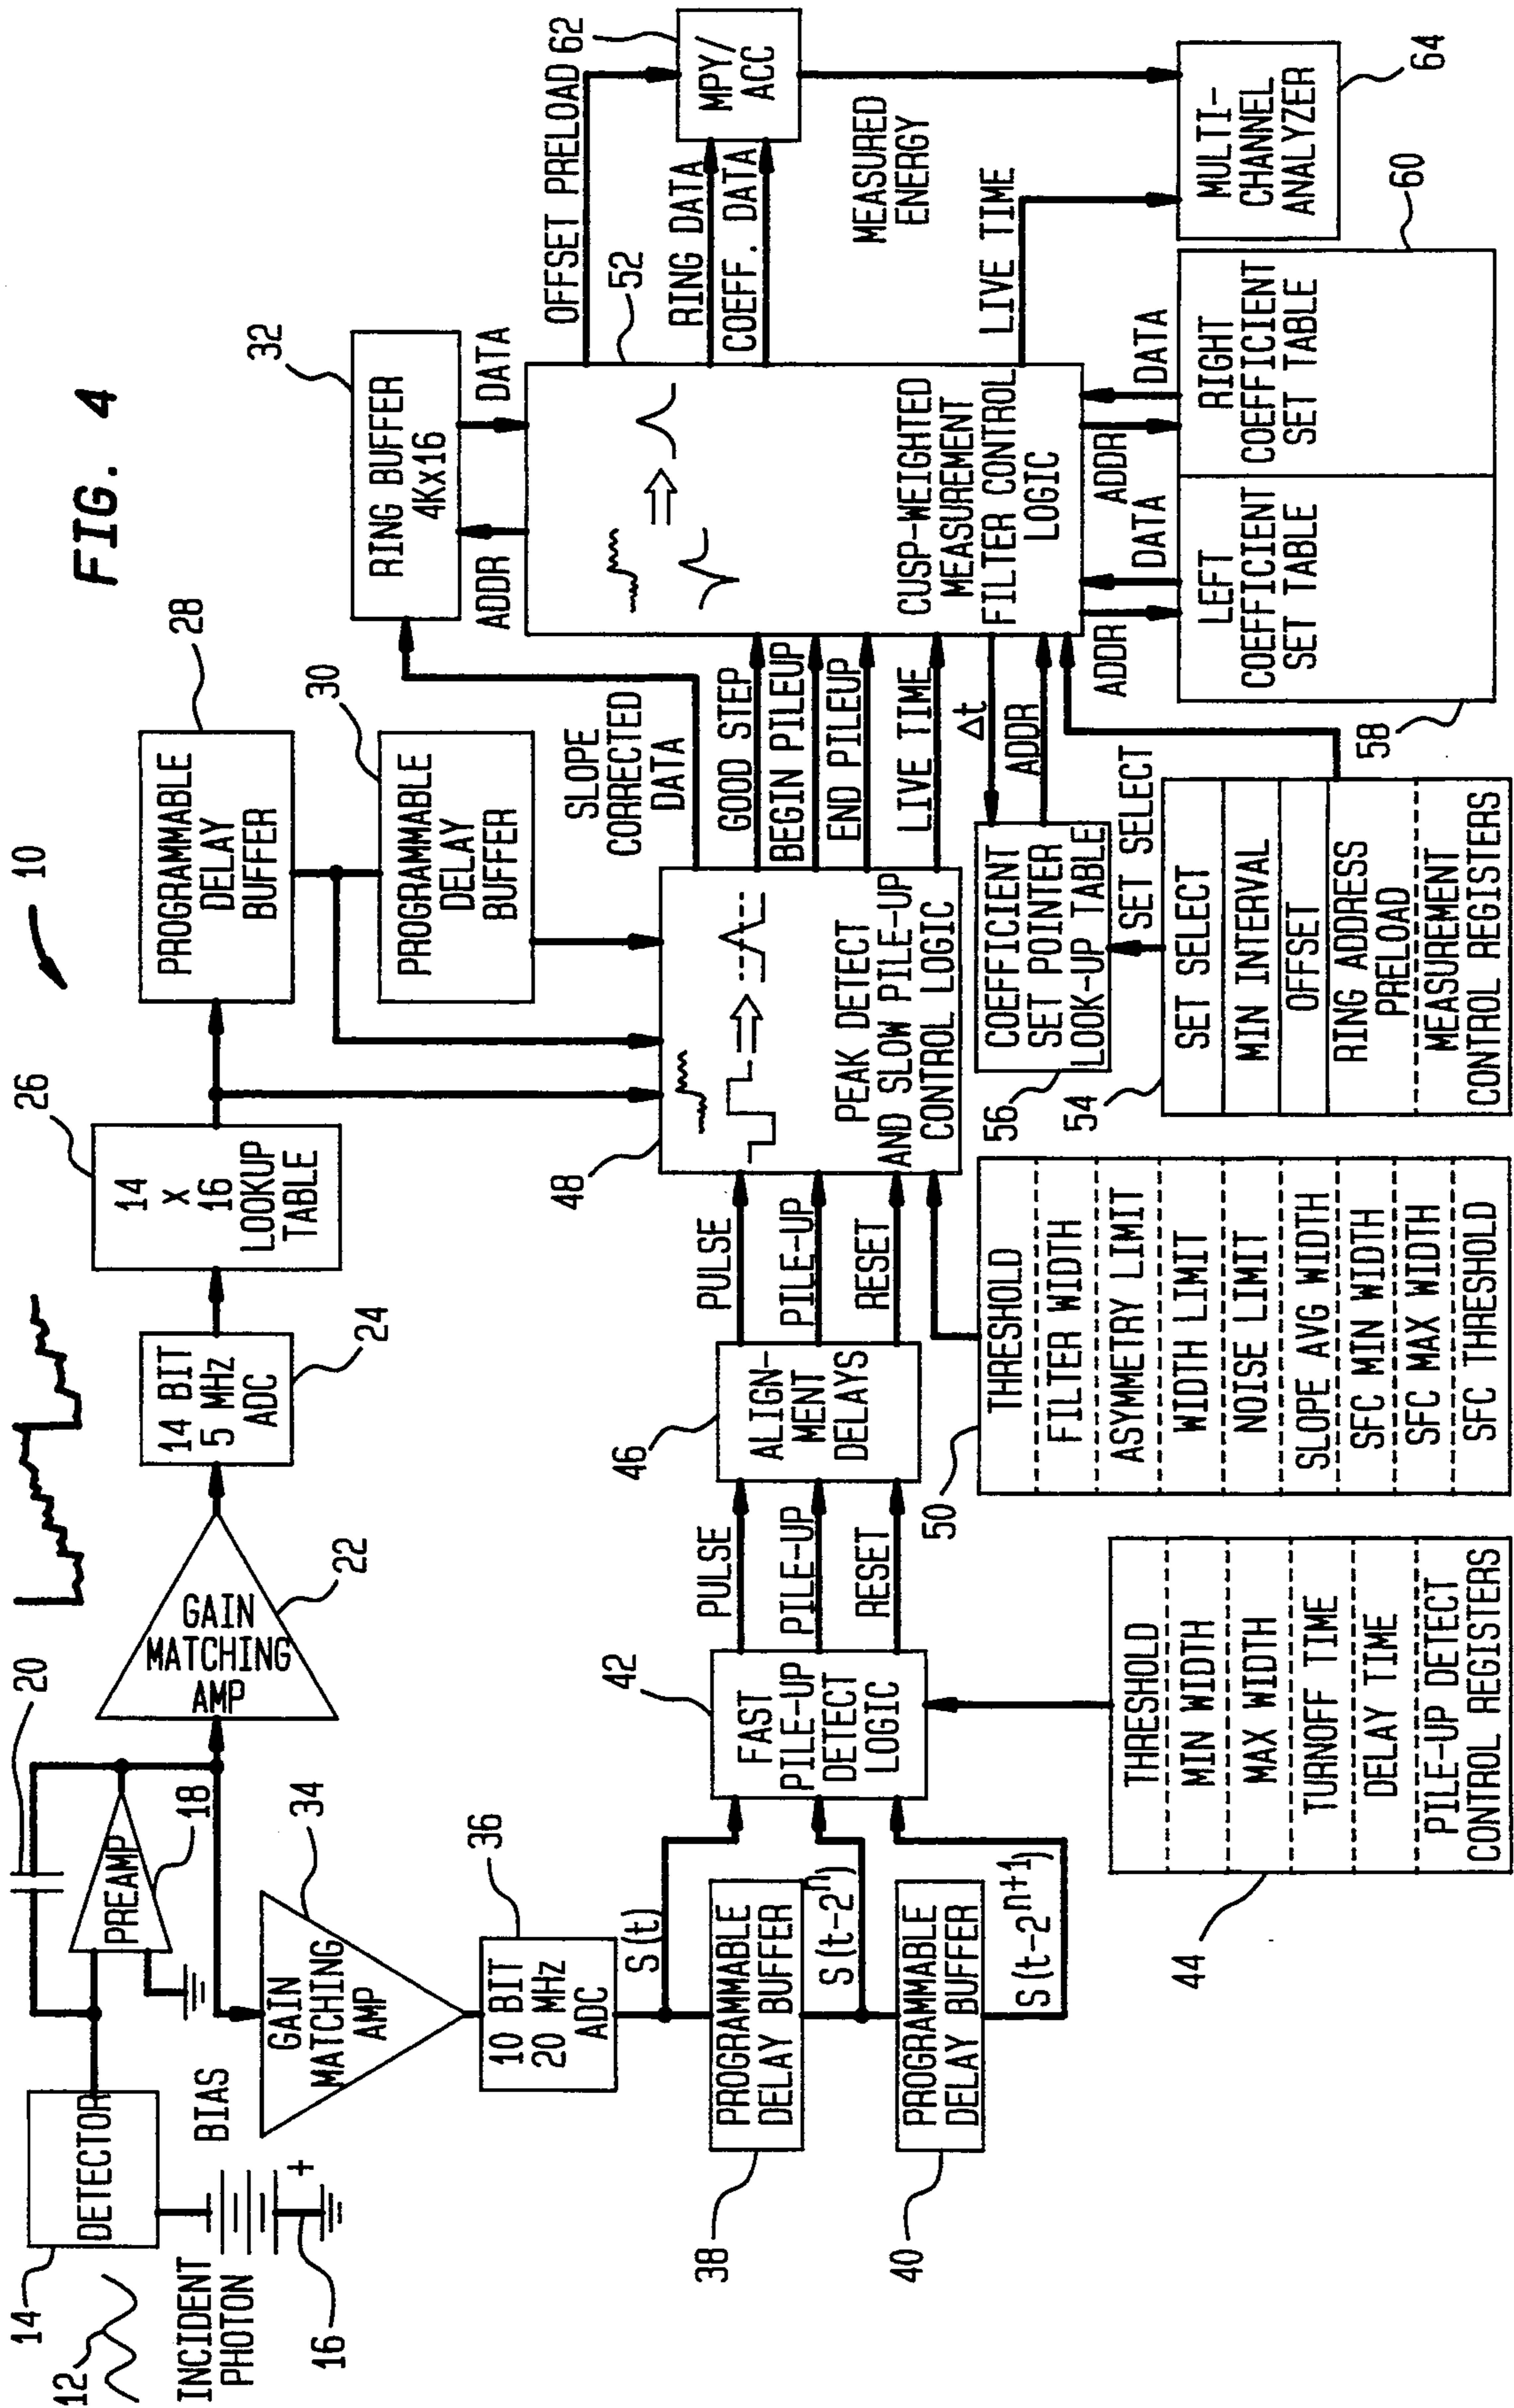 FIG. 4
10
12
INCIDENT
PHOTON
14
DETECTOR
BIAS
+
16
20
PREAMP
18
GAIN
MATCHING
AMP
22
14 BIT
5 MHz
ADC
24
26
14
X
16
LOOKUP
TABLE
28
PROGRAMMABLE
DELAY
BUFFER
30
PROGRAMMABLE
DELAY
BUFFER
32
RING BUFFER
4Kx16
ADDR
DATA
34
GAIN
MATCHING
AMP
36
10 BIT
20 MHz
ADC
S(t)
38
PROGRAMMABLE
DELAY BUFFER
S(t-2ⁿ)
40
PROGRAMMABLE
DELAY BUFFER
S(t-2ⁿ⁺¹)
42
FAST
PILE-UP
DETECT
LOGIC
PULSE
PILE-UP
RESET
44
THRESHOLD
MIN WIDTH
MAX WIDTH
TURNOFF TIME
DELAY TIME
PILE-UP DETECT
CONTROL REGISTERS
46
ALIGN-
MENT
DELAYS
PULSE
PILE-UP
RESET
48
PEAK DETECT
AND SLOW PILE-UP
CONTROL LOGIC
50
THRESHOLD
FILTER WIDTH
ASYMMETRY LIMIT
WIDTH LIMIT
NOISE LIMIT
SLOPE AVG WIDTH
SFC MIN WIDTH
SFC MAX WIDTH
SFC THRESHOLD
SLOPE
CORRECTED
DATA
GOOD STEP
BEGIN PILEUP
END PILEUP
LIVE TIME
52
CUSP-WEIGHTED
MEASUREMENT
FILTER CONTROL
LOGIC
Δt
ADDR
56
COEFFICIENT
SET POINTER
LOOK-UP TABLE
SET SELECT
54
SET SELECT
MIN INTERVAL
OFFSET
RING ADDRESS
PRELOAD
MEASUREMENT
CONTROL REGISTERS
ADDR
DATA
ADDR
DATA
58
LEFT
COEFFICIENT
SET TABLE
60
RIGHT
COEFFICIENT
SET TABLE
OFFSET PRELOAD
RING DATA
COEFF. DATA
62
MPY/
ACC
MEASURED
ENERGY
LIVE TIME
MULTI-
CHANNEL
ANALYZER
64